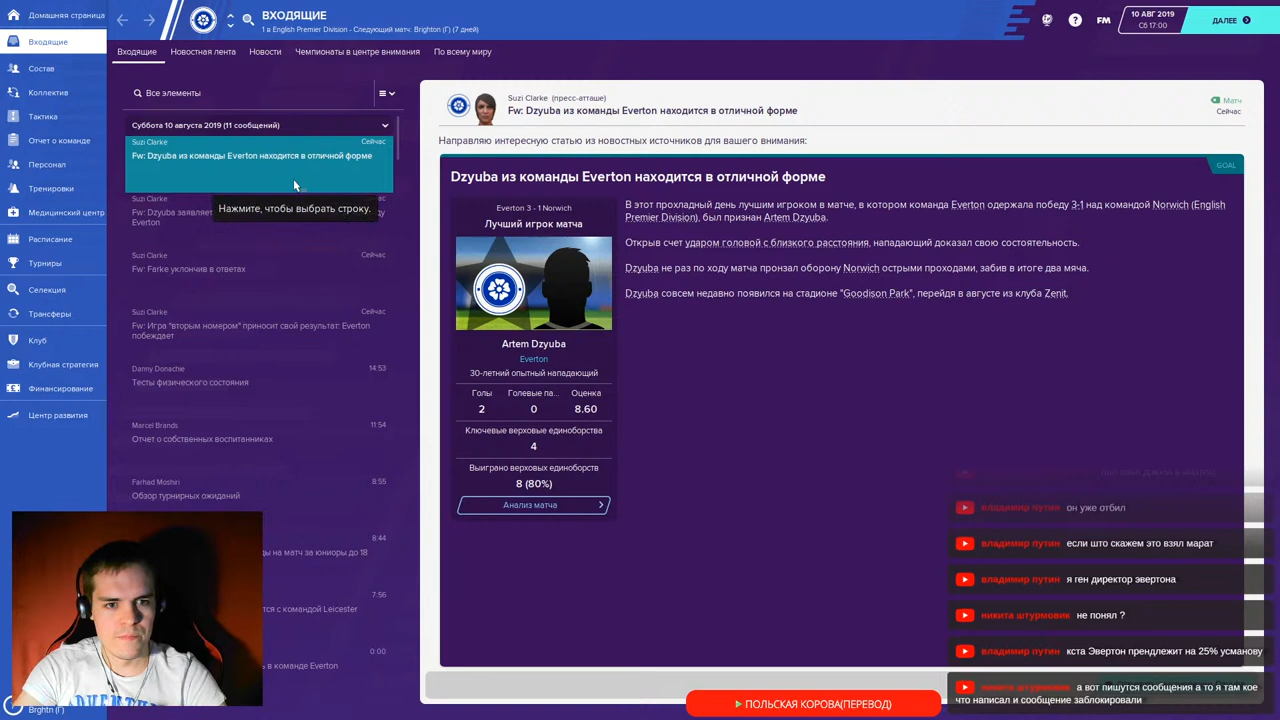 Домашняя страница
ВХОДЯЩИЕ
1 в English Premier Division - Следующий матч: Brighton (Г) (7 дней)
FM
10 АВГ 2019
Сб 17:00
ДАЛЕЕ
Входящие
Состав
Коллектив
Тактика
Отчет о команде
Персонал
Тренировки
Медицинский центр
Расписание
Турниры
Селекция
Трансферы
Клуб
Клубная стратегия
Финансирование
Центр развития
Brghtn (Г)
Входящие
Новостная лента
Новости
Чемпионаты в центре внимания
По всему миру
Все элементы
Суббота 10 августа 2019 (11 сообщений)
Suzi Clarke
Сейчас
Fw: Dzyuba из команды Everton находится в отличной форме
Нажмите, чтобы выбрать строку.
Suzi Clarke
Сейчас
Fw: Dzyuba заявляет
Everton
Suzi Clarke
Сейчас
Fw: Farke уклончив в ответах
Suzi Clarke
Сейчас
Fw: Игра "вторым номером" приносит свой результат: Everton
побеждает
Danny Donachie
14:53
Тесты физического состояния
Marcel Brands
11:54
Отчет о собственных воспитанниках
Farhad Moshiri
8:55
Обзор турнирных ожиданий
8:44
на матч за юниоры до 18
7:56
с командой Leicester
0:00
в команде Everton
Suzi Clarke (пресс-атташе)
Fw: Dzyuba из команды Everton находится в отличной форме
Матч
Сейчас
Направляю интересную статью из новостных источников для вашего внимания:
GOAL
Dzyuba из команды Everton находится в отличной форме
Everton 3 - 1 Norwich
Лучший игрок матча
Artem Dzyuba
Everton
30-летний опытный нападающий
Голы
Голевые па...
Оценка
2
0
8.60
Ключевые верховые единоборства
4
Выиграно верховых единоборств
8 (80%)
Анализ матча
В этот прохладный день лучшим игроком в матче, в котором команда Everton одержала победу 3-1 над командой Norwich (English
Premier Division), был признан Artem Dzyuba.
Открыв счет ударом головой с близкого расстояния, нападающий доказал свою состоятельность.
Dzyuba не раз по ходу матча пронзал оборону Norwich острыми проходами, забив в итоге два мяча.
Dzyuba совсем недавно появился на стадионе "Goodison Park", перейдя в августе из клуба Zenit.
владимир путин он уже отбил
владимир путин если што скажем это взял марат
владимир путин я ген директор эвертона
никита штурмовик не понял ?
владимир путин кста Эвертон прендлежит на 25% усманову
никита штурмовик а вот пишутся сообщения а то я там кое
что написал и сообщение заблокировали
ПОЛЬСКАЯ КОРОВА(ПЕРЕВОД)